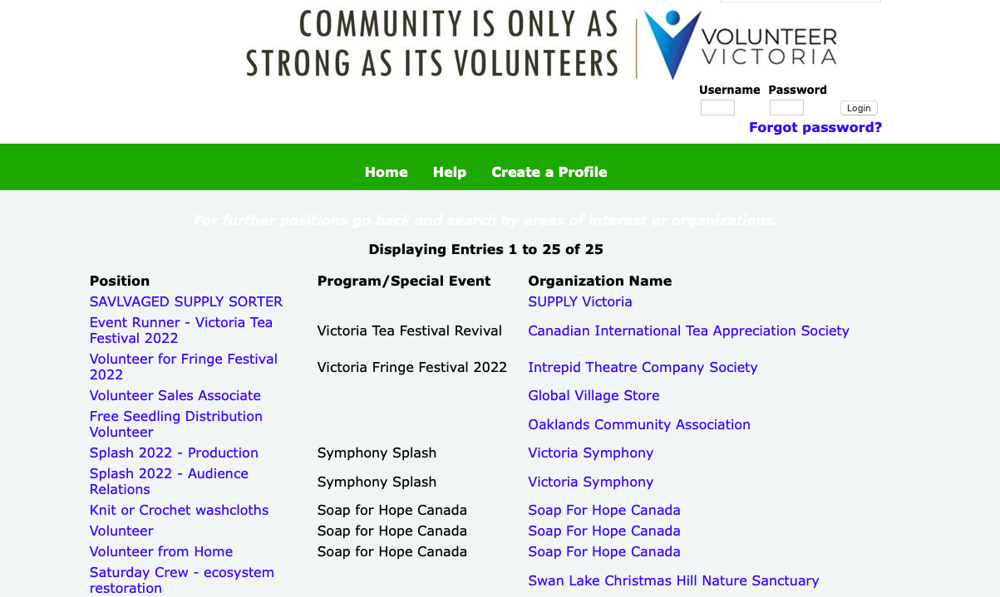 COMMUNITY IS ONLY AS
STRONG AS ITS VOLUNTEERS
VOLUNTEER
VICTORIA
Username Password
Login
Forgot password?
Home Help Create a Profile
For further positions go back and search by areas of interest or organizations.
Displaying Entries 1 to 25 of 25
Position Program/Special Event Organization Name
SAVLVAGED SUPPLY SORTER SUPPLY Victoria
Event Runner - Victoria Tea
Festival 2022 Victoria Tea Festival Revival Canadian International Tea Appreciation Society
Volunteer for Fringe Festival
2022 Victoria Fringe Festival 2022 Intrepid Theatre Company Society
Volunteer Sales Associate Global Village Store
Free Seedling Distribution
Volunteer Oaklands Community Association
Splash 2022 - Production Symphony Splash Victoria Symphony
Splash 2022 - Audience
Relations Symphony Splash Victoria Symphony
Knit or Crochet washcloths Soap for Hope Canada Soap For Hope Canada
Volunteer Soap for Hope Canada Soap For Hope Canada
Volunteer from Home Soap for Hope Canada Soap For Hope Canada
Saturday Crew - ecosystem
restoration Swan Lake Christmas Hill Nature Sanctuary